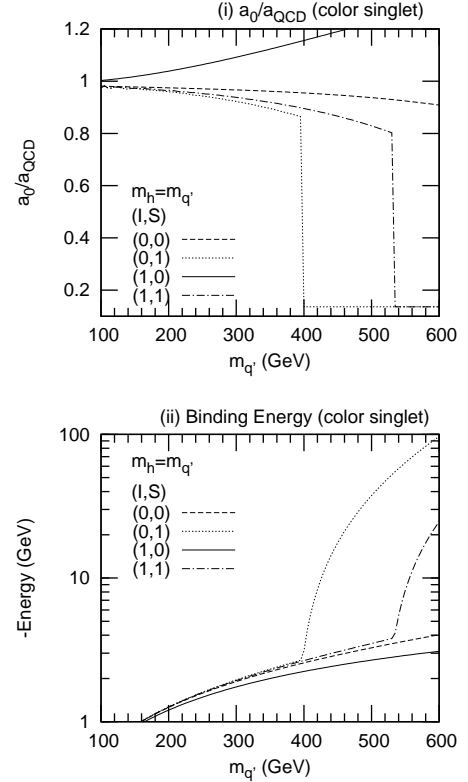 (i) a0/aQCD (color singlet)
1.2
1
0.8
0.6
0.4
0.2
a0/aQCD
mh=mq'
(I,S)
(0,0)
(0,1)
(1,0)
(1,1)
100 200 300 400 500 600
mq' (GeV)
(ii) Binding Energy (color singlet)
100
10
1
-Energy (GeV)
mh=mq'
(I,S)
(0,0)
(0,1)
(1,0)
(1,1)
100 200 300 400 500 600
mq' (GeV)